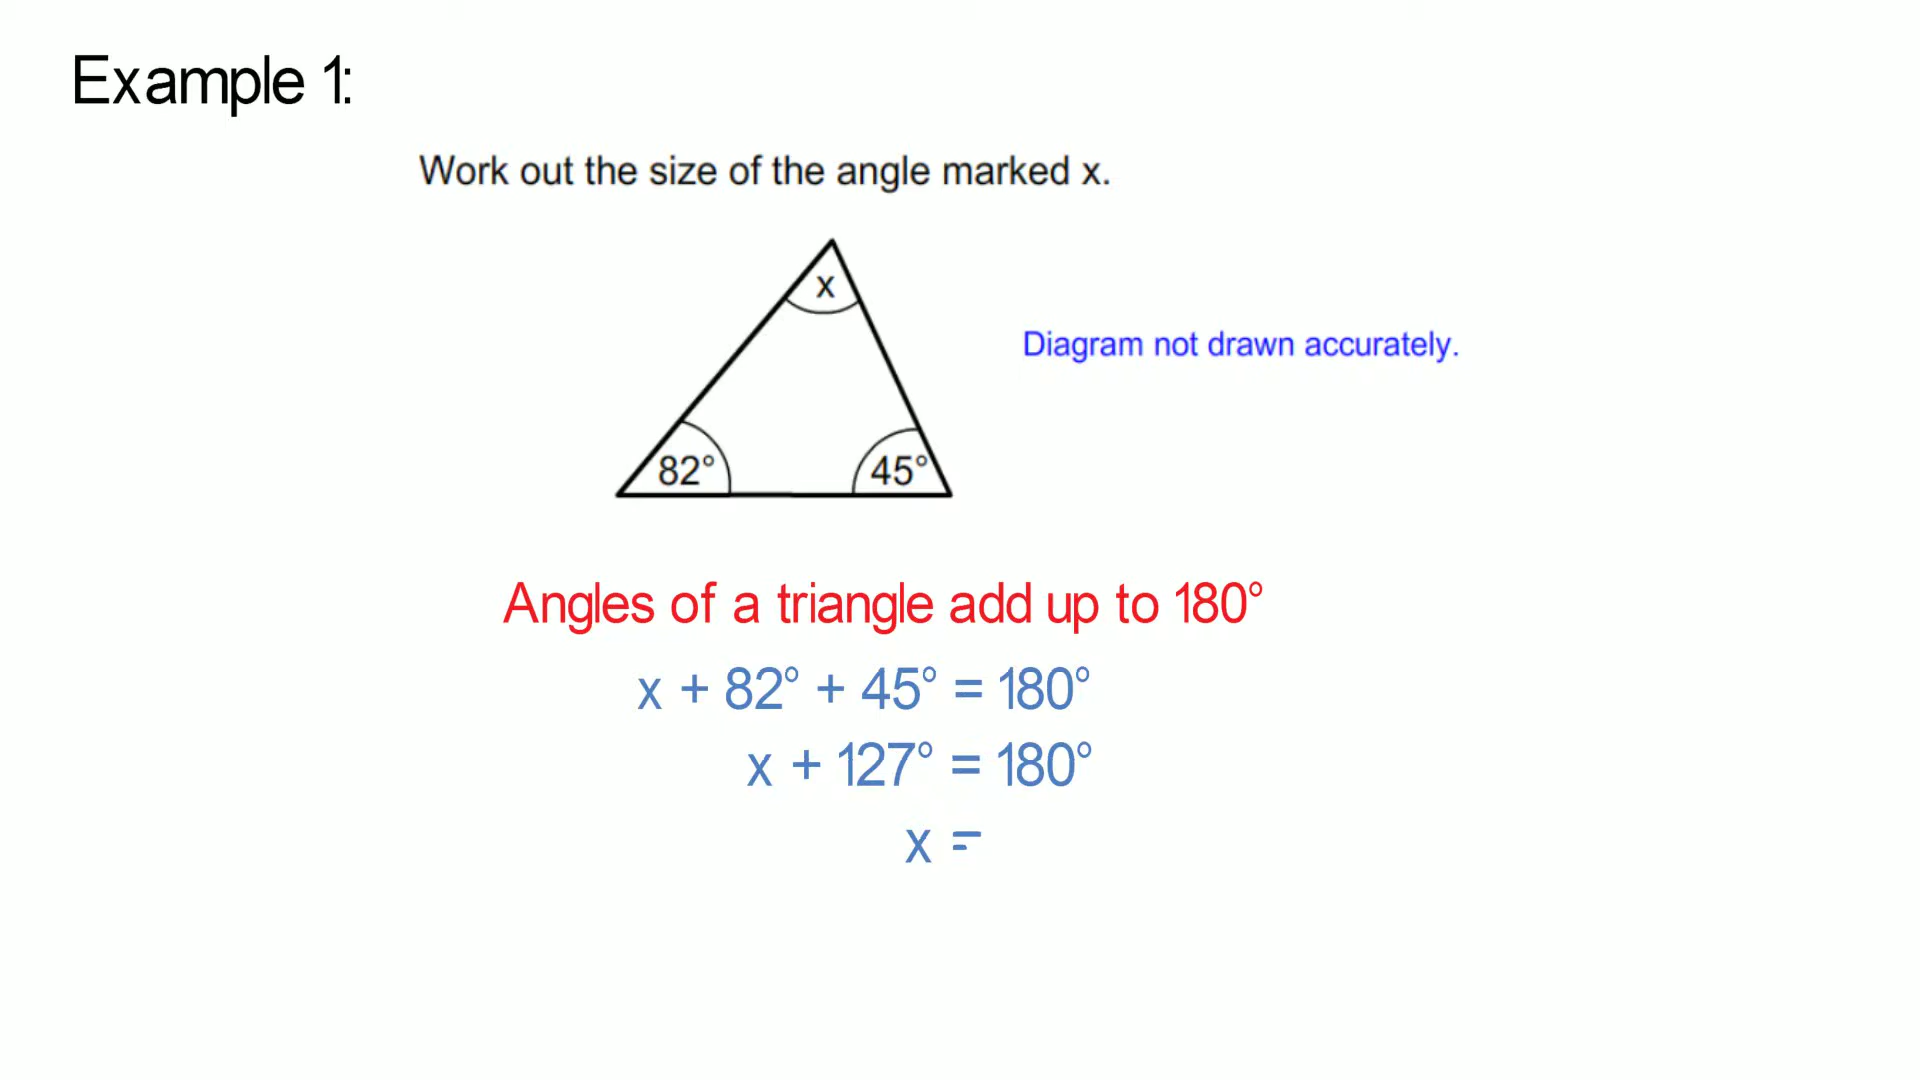 Example 1:
Work out the size of the angle marked x.
x
Diagram not drawn accurately.
82° 45°
Angles of a triangle add up to 180°
x + 82° + 45° = 180°
x + 127° = 180°
x =